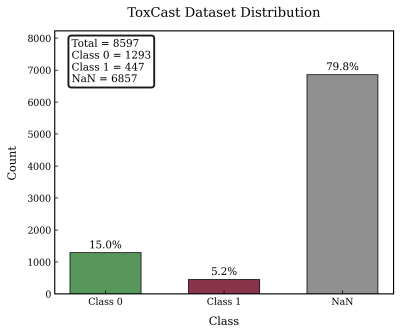 ToxCast Dataset Distribution
Total = 8597
Class 0 = 1293
Class 1 = 447
NaN = 6857
Count
8000
7000
6000
5000
4000
3000
2000
1000
0
15.0%
5.2%
79.8%
Class 0 Class 1 NaN
Class